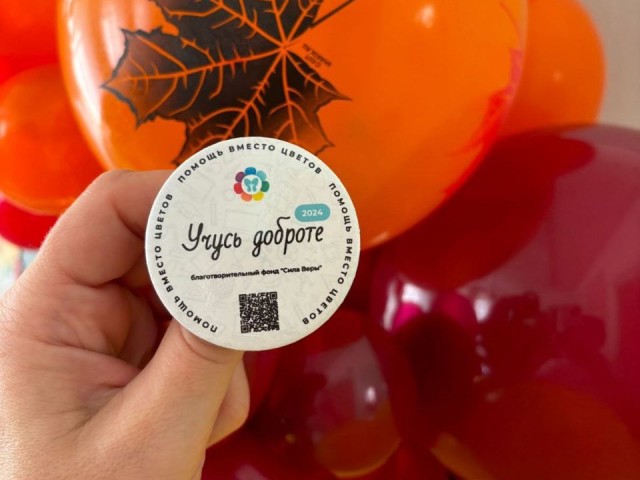 ПОМОЩЬ ВМЕСТО ЦВЕТОВ
ПОМОЩЬ ВМЕСТО ЦВЕТОВ
ПОМОЩЬ ВМЕСТО ЦВЕТОВ
2024
Учусь доброте
благотворительный фонд "Сила Веры"